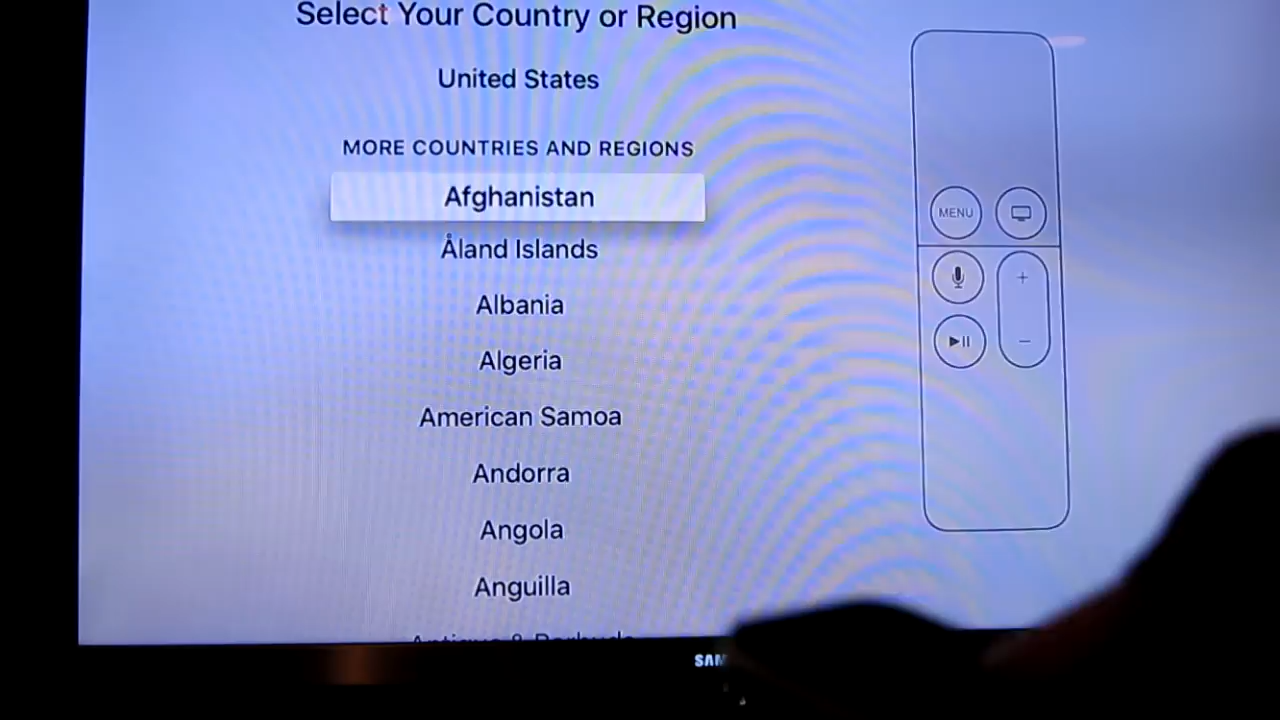 Select Your Country or Region
United States
MORE COUNTRIES AND REGIONS
Afghanistan
Åland Islands
Albania
Algeria
American Samoa
Andorra
Angola
Anguilla
MENU
+
−